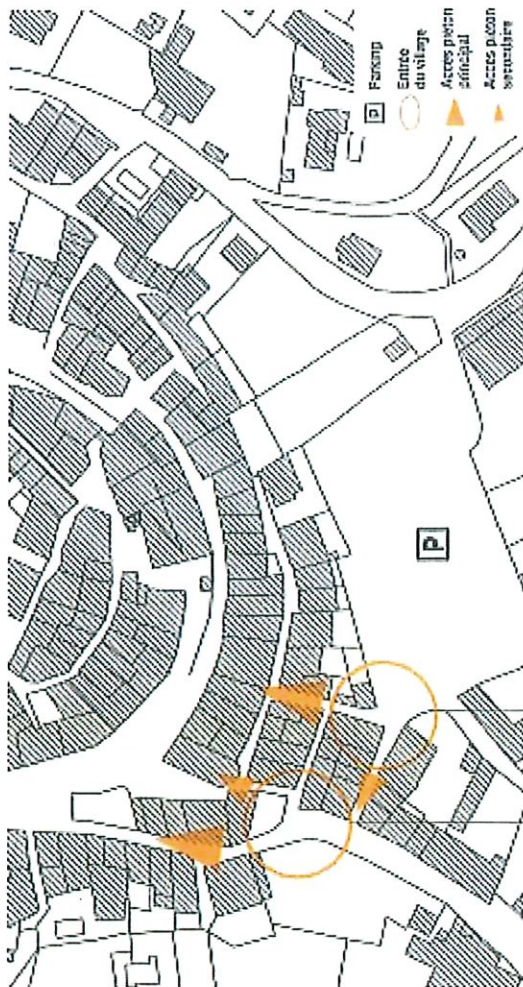 P
P Parking
Entrée
du village
Accès piéton
principal
Accès piéton
secondaire